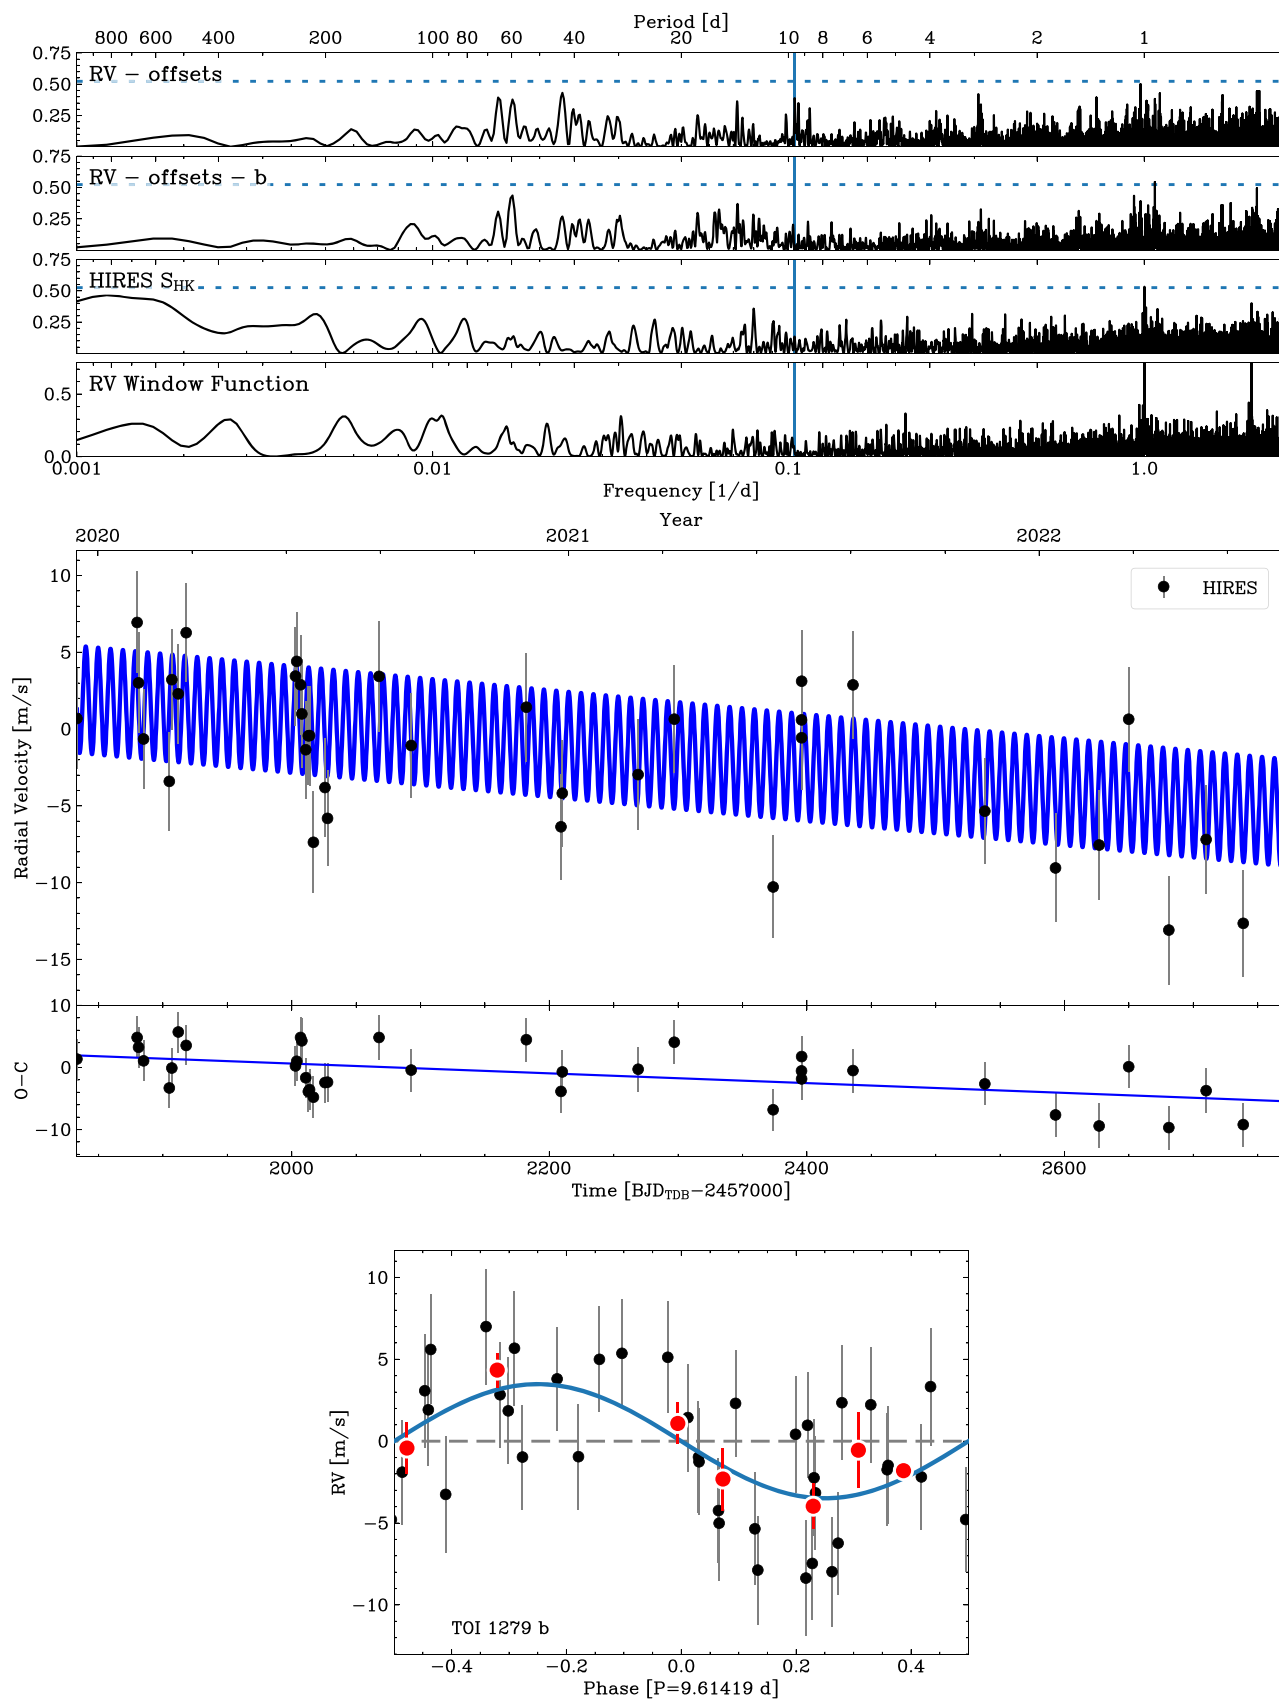 Period [d]
800 600 400 200 100 80 60 40 20 10 8 6 4 2 1
0.75
RV − offsets
0.50
0.25
0.75
RV − offsets − b
0.50
0.25
0.75
HIRES S_HK
0.50
0.25
RV Window Function
0.5
0.0
0.001 0.01 0.1 1.0
Frequency [1/d]
Year
2020 2021 2022
10
HIRES
5
0
−5
−10
−15
Radial Velocity [m/s]
10
0
−10
O−C
2000 2200 2400 2600
Time [BJD_TDB−2457000]
10
5
0
−5
−10
RV [m/s]
TOI 1279 b
−0.4 −0.2 0.0 0.2 0.4
Phase [P=9.61419 d]